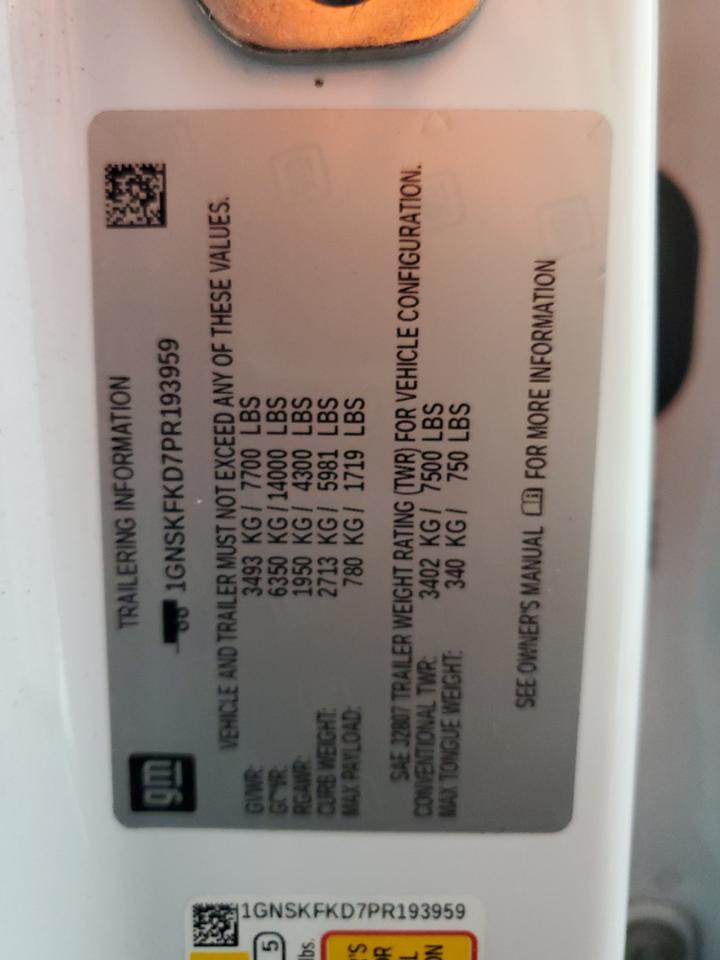 gm
TRAILERING INFORMATION
1GNSKFKD7PR193959
VEHICLE AND TRAILER MUST NOT EXCEED ANY OF THESE VALUES.
GVWR: 3493 KG / 7700 LBS
GCWR: 6350 KG / 14000 LBS
RGAWR: 1950 KG / 4300 LBS
CURB WEIGHT: 2713 KG / 5981 LBS
MAX PAYLOAD: 780 KG / 1719 LBS
SAE J2807 TRAILER WEIGHT RATING (TWR) FOR VEHICLE CONFIGURATION.
CONVENTIONAL TWR: 3402 KG / 7500 LBS
MAX TONGUE WEIGHT: 340 KG / 750 LBS
SEE OWNER'S MANUAL FOR MORE INFORMATION
1GNSKFKD7PR193959
5
lbs.